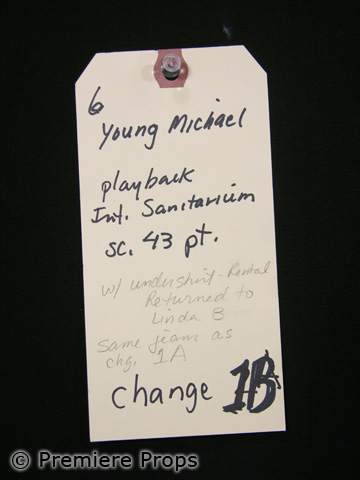 6
Young Michael
playback
Int. Sanitarium
sc. 43 pt.
w/ undershirt - Rental
Returned to
Linda B
same jeans as
chg. 1A
change 1B
© Premiere Props